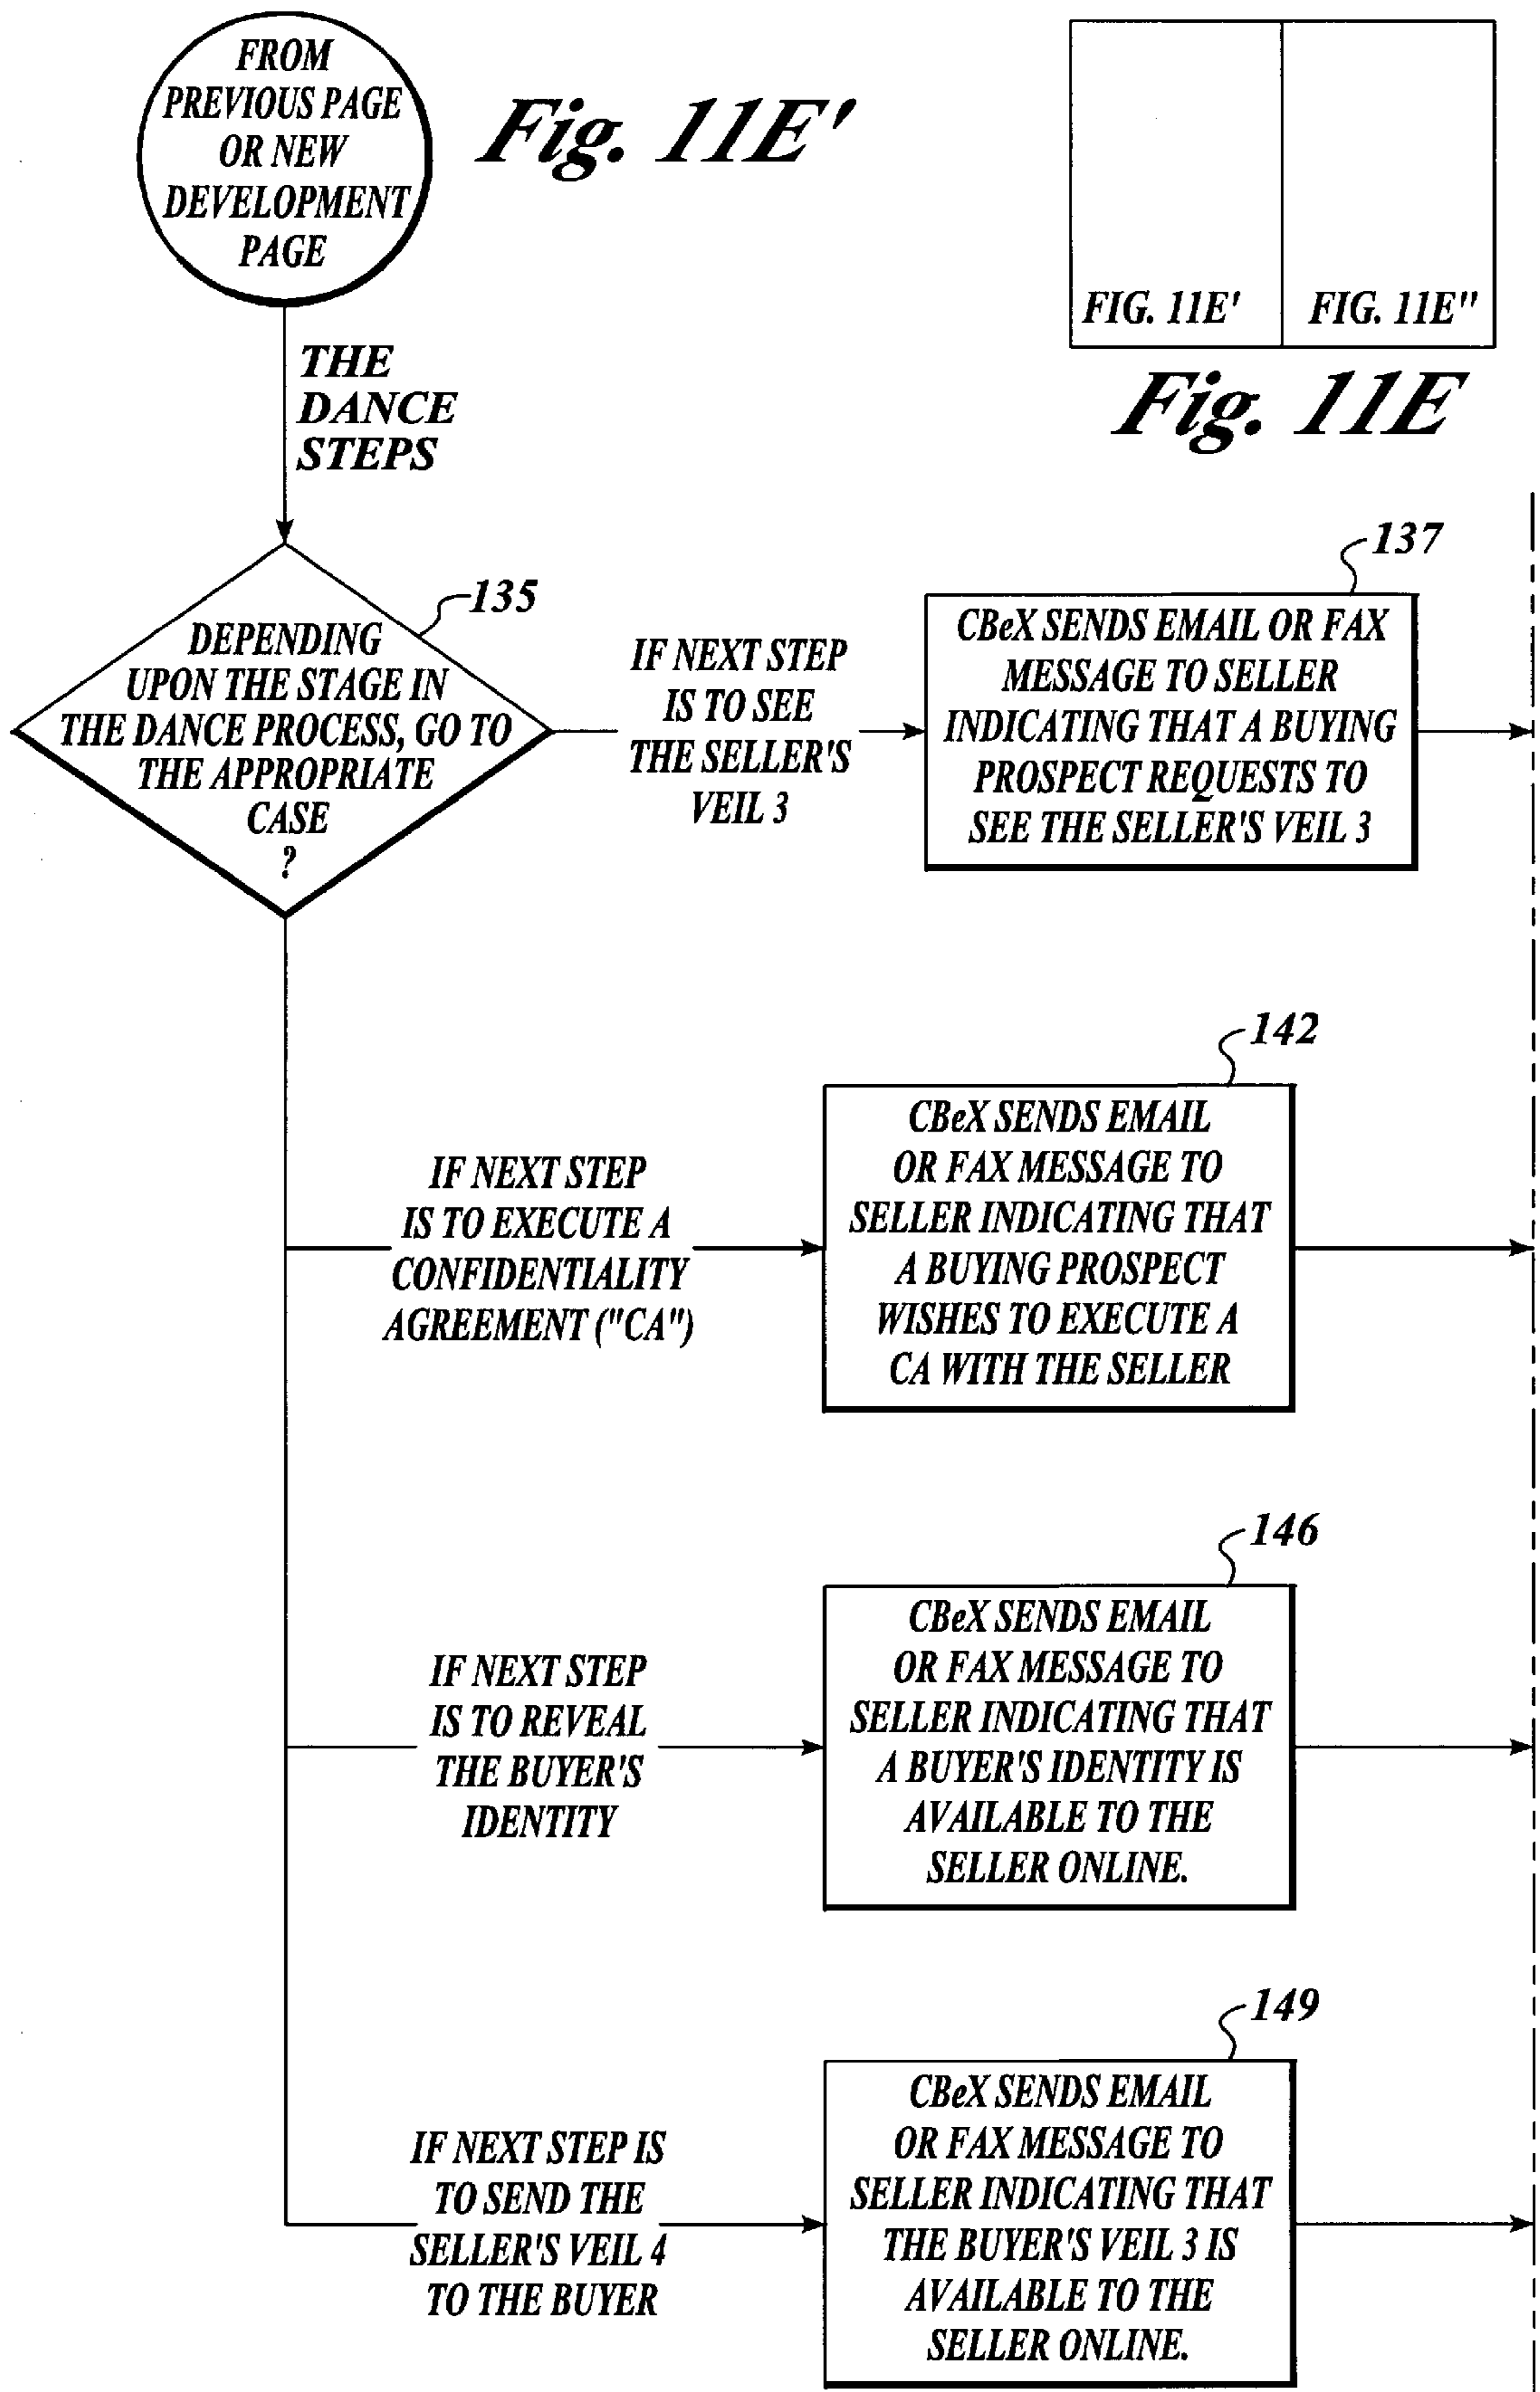 FROM
PREVIOUS PAGE
OR NEW
DEVELOPMENT
PAGE
Fig. 11E'
FIG. 11E'
FIG. 11E"
Fig. 11E
THE
DANCE
STEPS
135
DEPENDING
UPON THE STAGE IN
THE DANCE PROCESS, GO TO
THE APPROPRIATE
CASE
?
IF NEXT STEP
IS TO SEE
THE SELLER'S
VEIL 3
137
CBeX SENDS EMAIL OR FAX
MESSAGE TO SELLER
INDICATING THAT A BUYING
PROSPECT REQUESTS TO
SEE THE SELLER'S VEIL 3
IF NEXT STEP
IS TO EXECUTE A
CONFIDENTIALITY
AGREEMENT ("CA")
142
CBeX SENDS EMAIL
OR FAX MESSAGE TO
SELLER INDICATING THAT
A BUYING PROSPECT
WISHES TO EXECUTE A
CA WITH THE SELLER
IF NEXT STEP
IS TO REVEAL
THE BUYER'S
IDENTITY
146
CBeX SENDS EMAIL
OR FAX MESSAGE TO
SELLER INDICATING THAT
A BUYER'S IDENTITY IS
AVAILABLE TO THE
SELLER ONLINE.
IF NEXT STEP IS
TO SEND THE
SELLER'S VEIL 4
TO THE BUYER
149
CBeX SENDS EMAIL
OR FAX MESSAGE TO
SELLER INDICATING THAT
THE BUYER'S VEIL 3 IS
AVAILABLE TO THE
SELLER ONLINE.